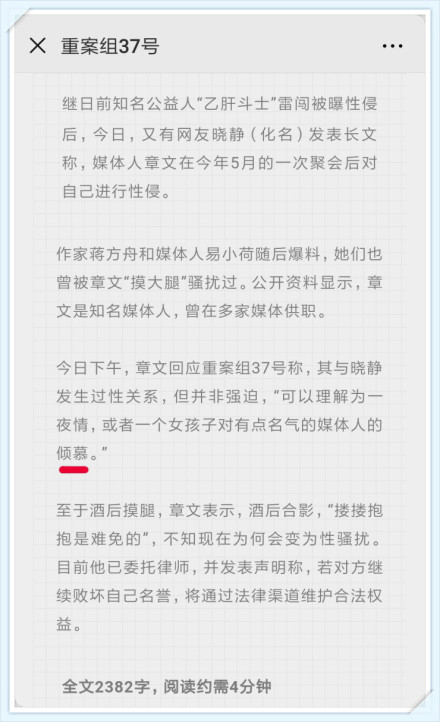 重案组37号
继日前知名公益人“乙肝斗士”雷闯被曝性侵
后，今日，又有网友晓静（化名）发表长文
称，媒体人章文在今年5月的一次聚会后对
自己进行性侵。
作家蒋方舟和媒体人易小荷随后爆料，她们也
曾被章文“摸大腿”骚扰过。公开资料显示，章
文是知名媒体人，曾在多家媒体供职。
今日下午，章文回应重案组37号称，其与晓静
发生过性关系，但并非强迫，“可以理解为一
夜情，或者一个女孩子对有点名气的媒体人的
倾慕。”
至于酒后摸腿，章文表示，酒后合影，“搂搂抱
抱是难免的”，不知现在为何会变为性骚扰。
目前他已委托律师，并发表声明称，若对方继
续败坏自己名誉，将通过法律渠道维护合法权
益。
全文2382字，阅读约需4分钟